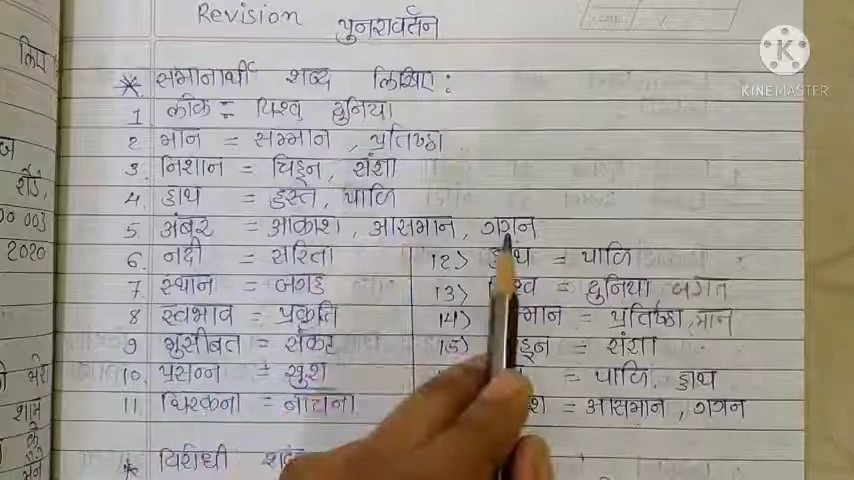 Revision पुनरावर्तन
* समानार्थी शब्द लिखिए :
1 लोक = विश्व दुनिया
2 मान = सम्मान , प्रतिष्ठा
3. निशान = चिह्न, संज्ञा
4. हाथ = हस्त, पाणि
5. अंबर = आकाश , आसमान , गगन
6. नदी = सरिता
7. स्थान = जगह
8 स्वभाव = प्रकृति
9 मुसीबत = संकट
10. प्रसन्न = खुश
11. थिरकना = नाचना
12) हाथ = पाणि
13) = दुनिया जगत
14) = प्रतिष्ठा, मान
15) = संज्ञा
= पाणि, हाथ
= आसमान , गगन
* विरोधी
KINEMASTER